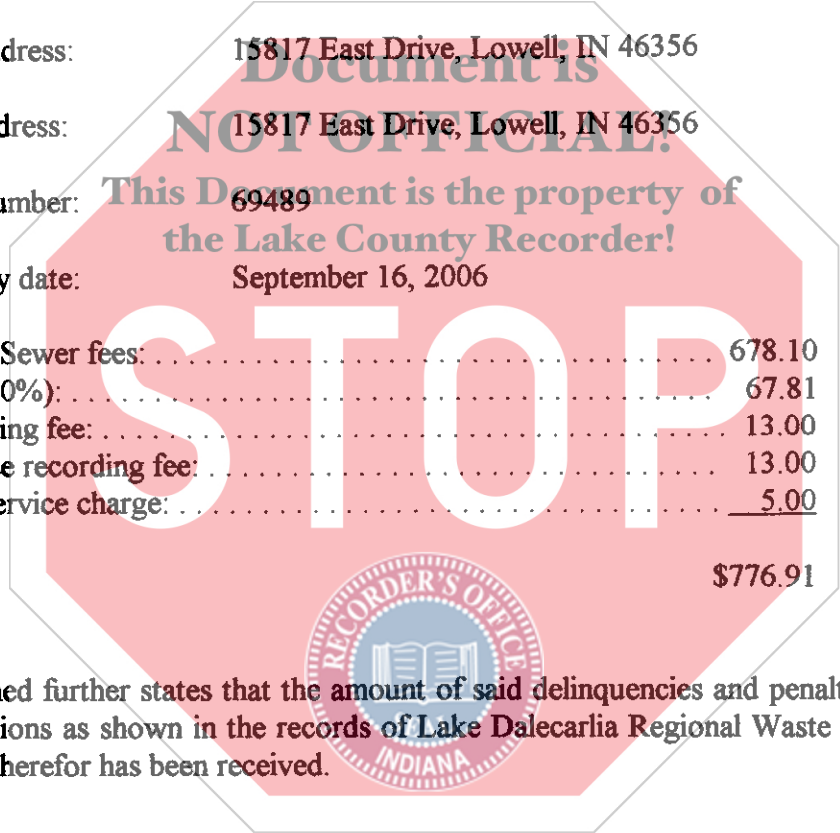 dress: 15817 East Drive, Lowell, IN 46356
Document is
dress: 15817 East Drive, Lowell, IN 46356
NOT OFFICIAL!
umber: 69489
This Document is the property of
the Lake County Recorder!
y date: September 16, 2006
STOP
Sewer fees: 678.10
0%): 67.81
ing fee: 13.00
e recording fee: 13.00
ervice charge: 5.00
$776.91
RECORDER'S OFFICE
ed further states that the amount of said delinquencies and penalt
ions as shown in the records of Lake Dalecarlia Regional Waste
INDIANA
herefor has been received.